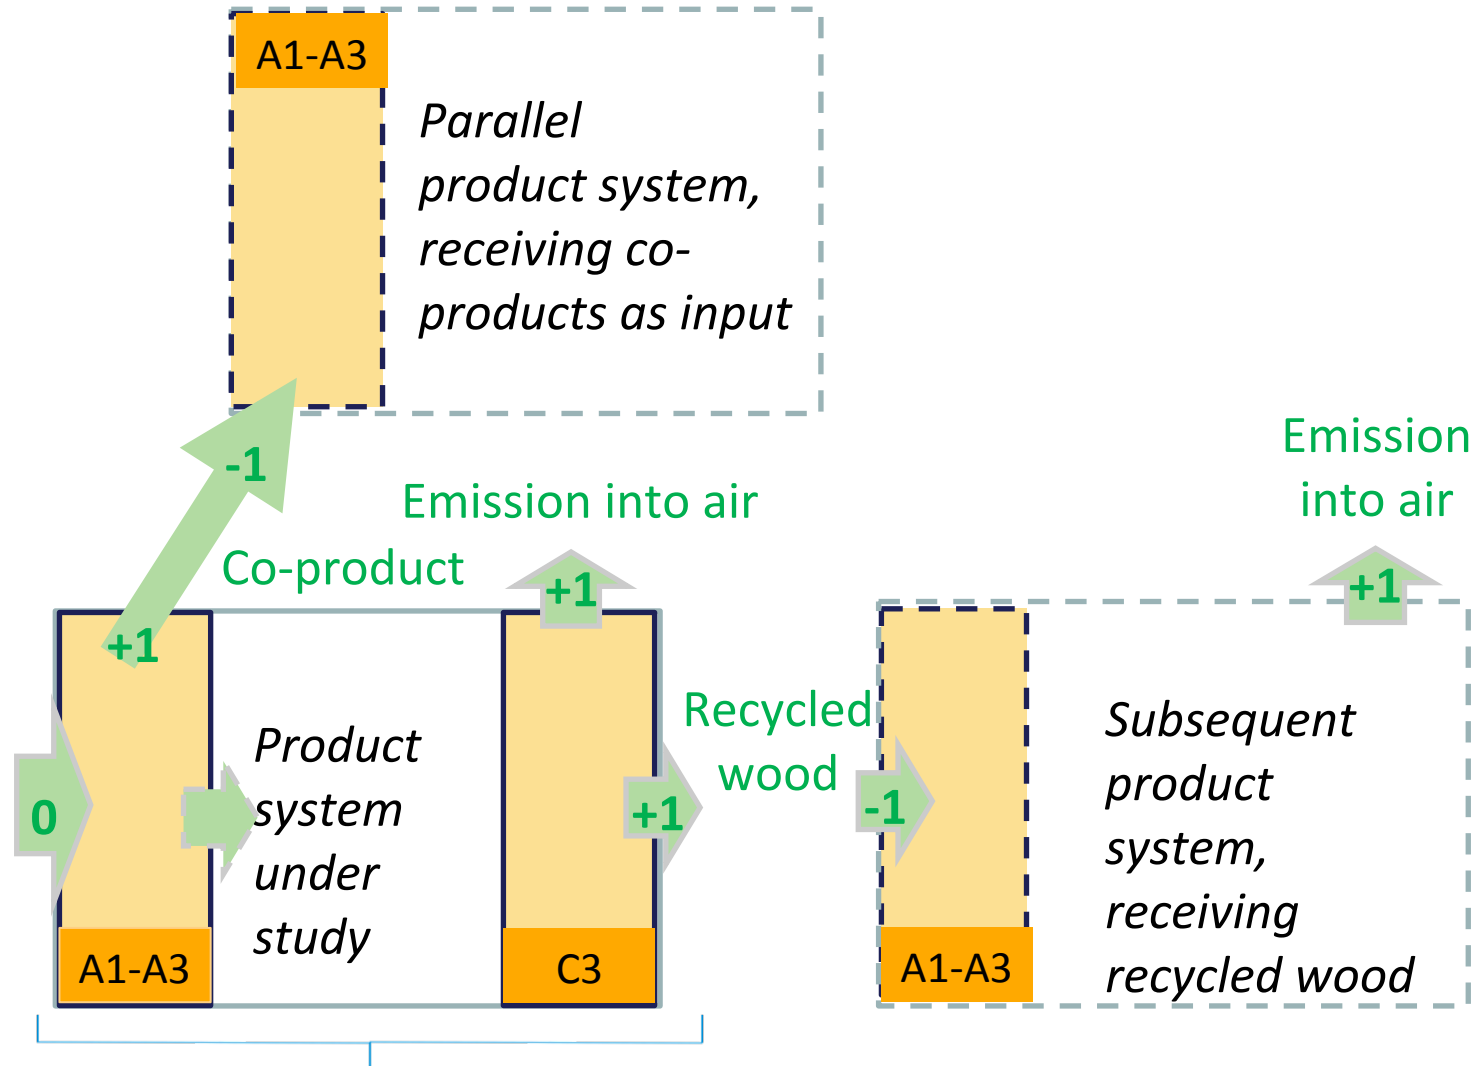 A1-A3
Parallel
product system,
receiving co-
products as input
-1
Emission into air
Co-product
+1
+1
0
Product
system
under
study
A1-A3
C3
Recycled
wood
+1
Emission
into air
+1
-1
Subsequent
product
system,
receiving
recycled wood
A1-A3